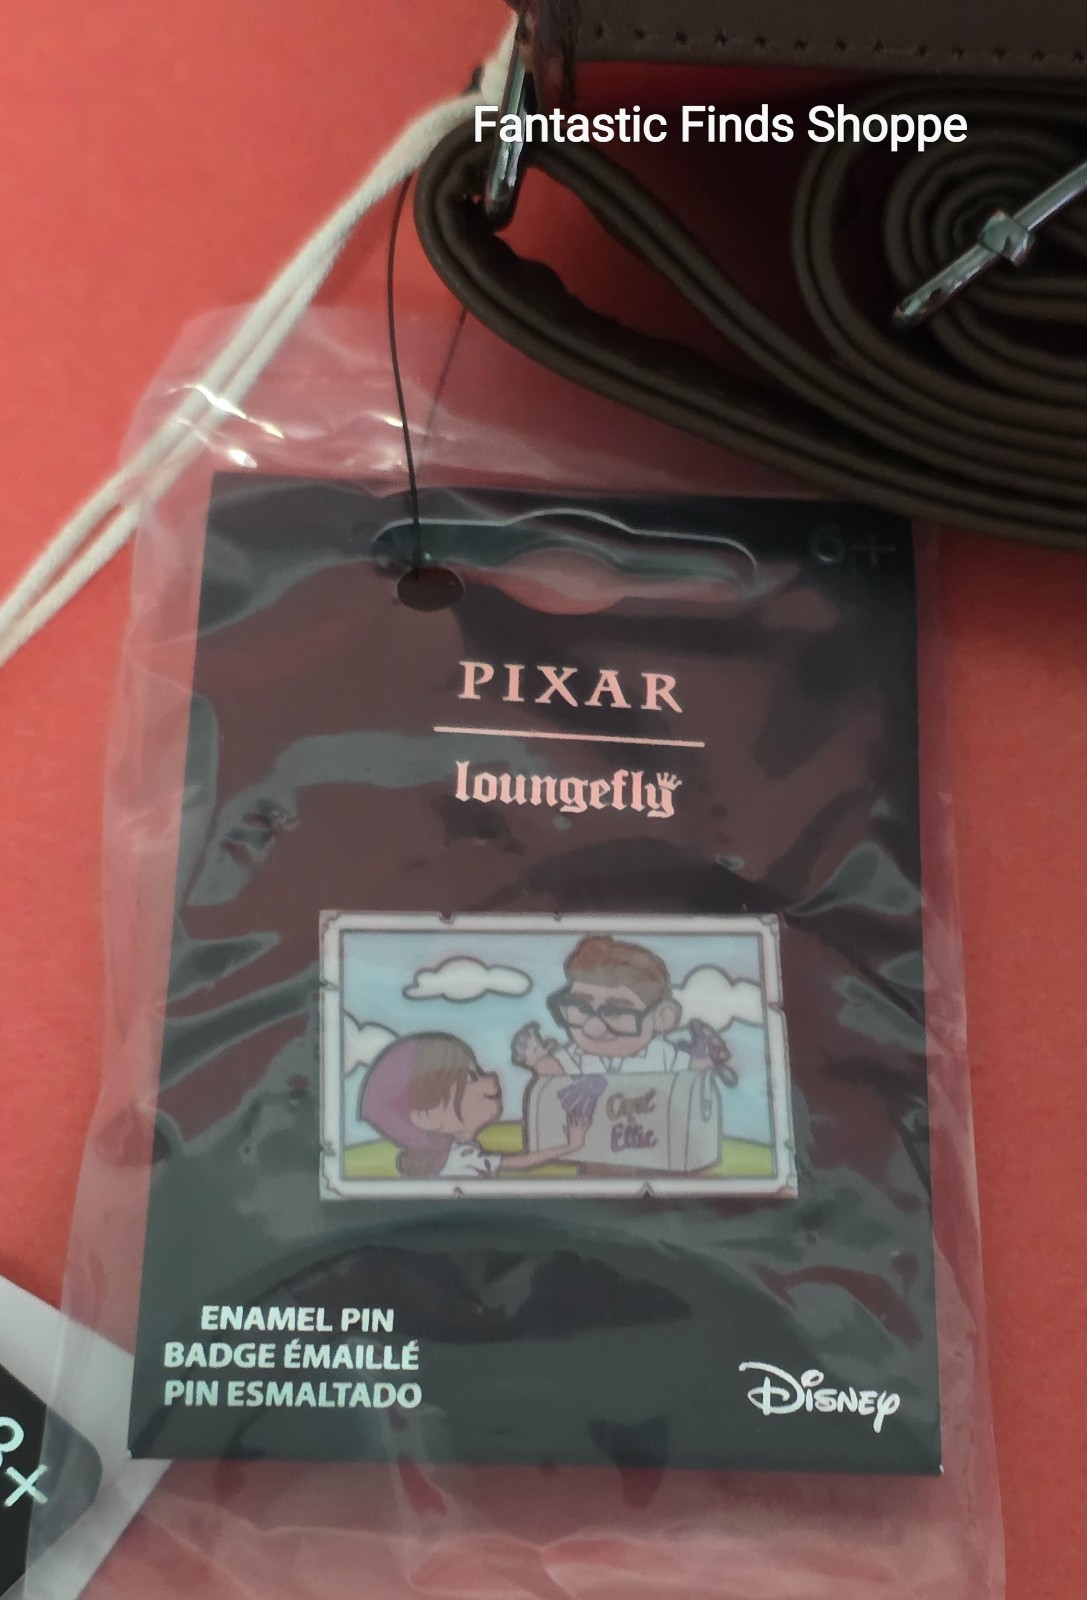 Fantastic Finds Shoppe
6+
PIXAR
loungefly
Carl
Ellie
ENAMEL PIN
BADGE ÉMAILLÉ
PIN ESMALTADO
Disney